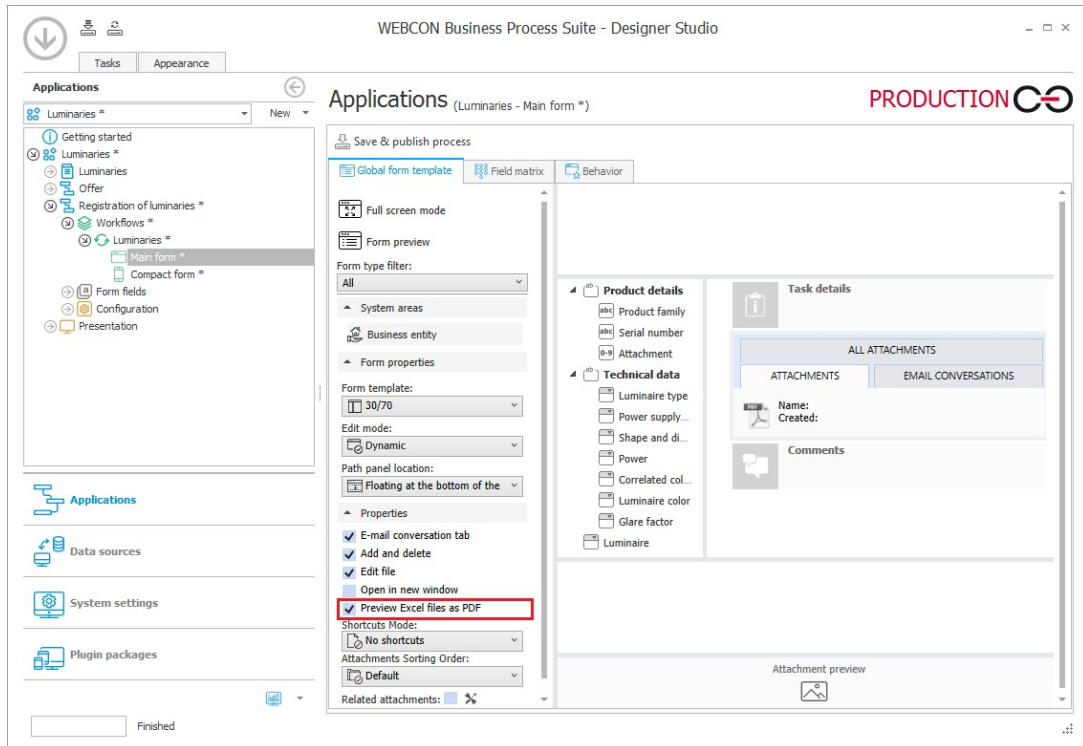 WEBCON Business Process Suite - Designer Studio
Tasks
Appearance
Applications
Luminaries *
New
Getting started
Luminaries *
Luminaries
Offer
Registration of luminaries *
Workflows *
Luminaries *
Main form *
Compact form *
Form fields
Configuration
Presentation
Applications
Data sources
System settings
Plugin packages
Finished
Applications (Luminaries - Main form *)
PRODUCTION
Save & publish process
Global form template
Field matrix
Behavior
Full screen mode
Form preview
Form type filter:
All
System areas
Business entity
Form properties
Form template:
30/70
Edit mode:
Dynamic
Path panel location:
Floating at the bottom of the
Properties
E-mail conversation tab
Add and delete
Edit file
Open in new window
Preview Excel files as PDF
Shortcuts Mode:
No shortcuts
Attachments Sorting Order:
Default
Related attachments:
ab Product details
abc Product family
abc Serial number
0-9 Attachment
ab Technical data
Luminaire type
Power supply...
Shape and di...
Power
Correlated col...
Luminaire color
Glare factor
Luminaire
Task details
ALL ATTACHMENTS
ATTACHMENTS
EMAIL CONVERSATIONS
PDF
Name:
Created:
Comments
Attachment preview